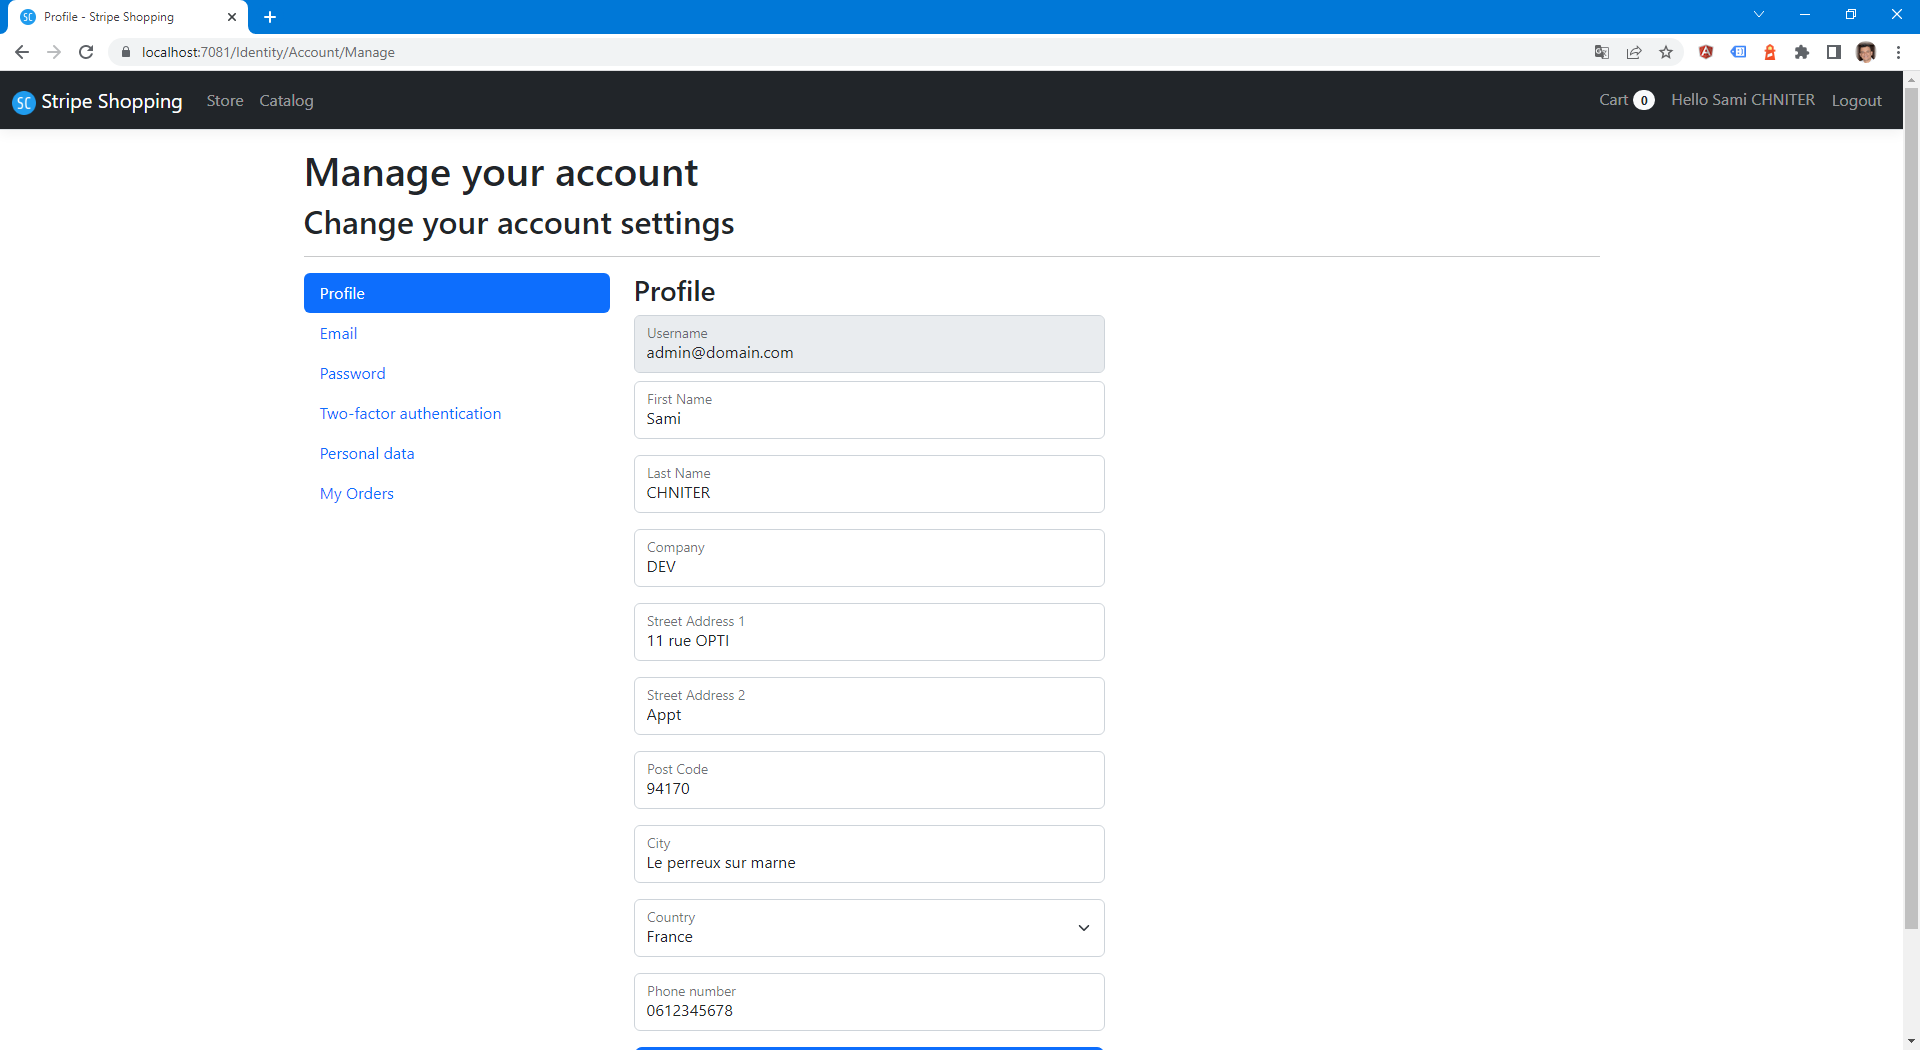 Profile - Stripe Shopping
localhost:7081/Identity/Account/Manage
SC Stripe Shopping Store Catalog Cart 0 Hello Sami CHNITER Logout
Manage your account
Change your account settings
Profile
Email
Password
Two-factor authentication
Personal data
My Orders
Profile
Username
admin@domain.com
First Name
Sami
Last Name
CHNITER
Company
DEV
Street Address 1
11 rue OPTI
Street Address 2
Appt
Post Code
94170
City
Le perreux sur marne
Country
France
Phone number
0612345678